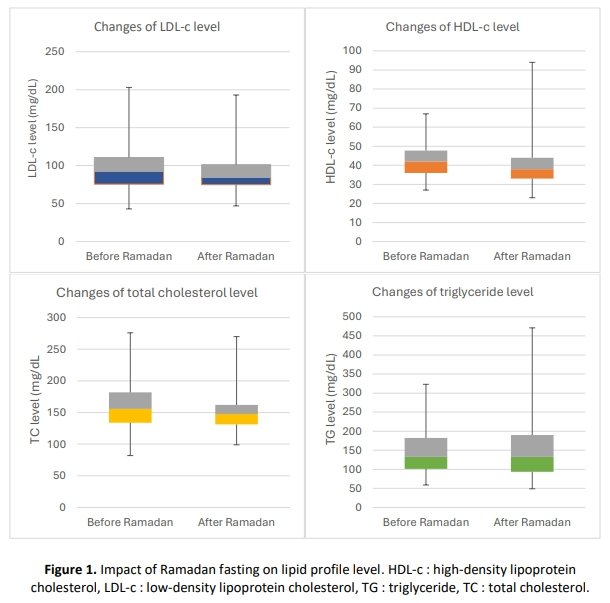 Changes of LDL-c level
LDL-c level (mg/dL)
250
200
150
100
50
0
Before Ramadan After Ramadan
Changes of HDL-c level
HDL-c level (mg/dL)
100
90
80
70
60
50
40
30
20
10
0
Before Ramadan After Ramadan
Changes of total cholesterol level
TC level (mg/dL
300
250
200
150
100
50
0
Before Ramadan After Ramadan
Changes of triglyceride level
TG level (mg/dL)
500
450
400
350
300
250
200
150
100
50
0
Before Ramadan After Ramadan
Figure 1. Impact of Ramadan fasting on lipid profile level. HDL-c : high-density lipoprotein
cholesterol, LDL-c : low-density lipoprotein cholesterol, TG : triglyceride, TC : total cholesterol.